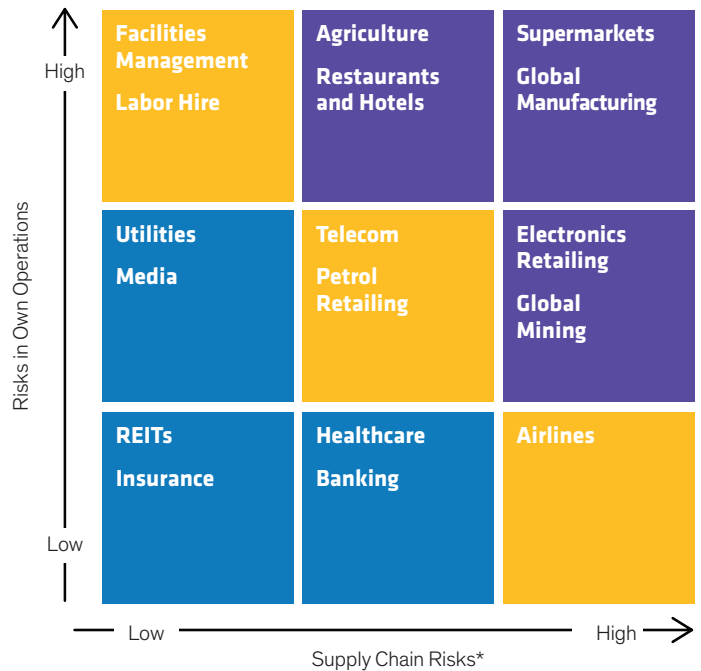 High
Facilities
Management
Labor Hire
Agriculture
Restaurants
and Hotels
Supermarkets
Global
Manufacturing
Risks in Own Operations
Utilities
Media
Telecom
Petrol
Retailing
Electronics
Retailing
Global
Mining
REITs
Insurance
Healthcare
Banking
Airlines
Low
Low
High
Supply Chain Risks*